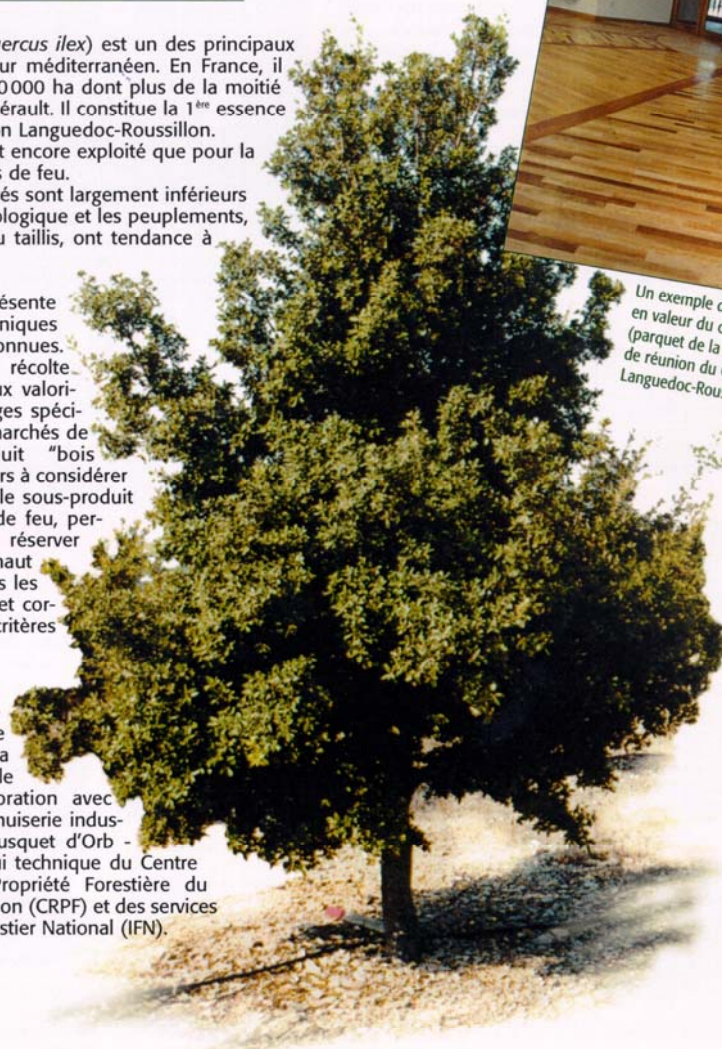 ercus ilex) est un des principaux
ur méditerranéen. En France, il
0 000 ha dont plus de la moitié
érault. Il constitue la 1ère essence
n Languedoc-Roussillon.
t encore exploité que pour la
s de feu.
és sont largement inférieurs
ologique et les peuplements,
u taillis, ont tendance à
ésente
niques
onnues.
récolte
ux valori-
ges spéci-
marchés de
uit "bois
rs à considérer
le sous-produit
de feu, per-
réserver
haut
s les
et cor-
critères
e
a
le
oration avec
nuiserie indus-
usquet d'Orb -
ui technique du Centre
Propriété Forestière du
on (CRPF) et des services
stier National (IFN).
Un exemple d
en valeur du c
(parquet de la
de réunion du
Languedoc-Rous